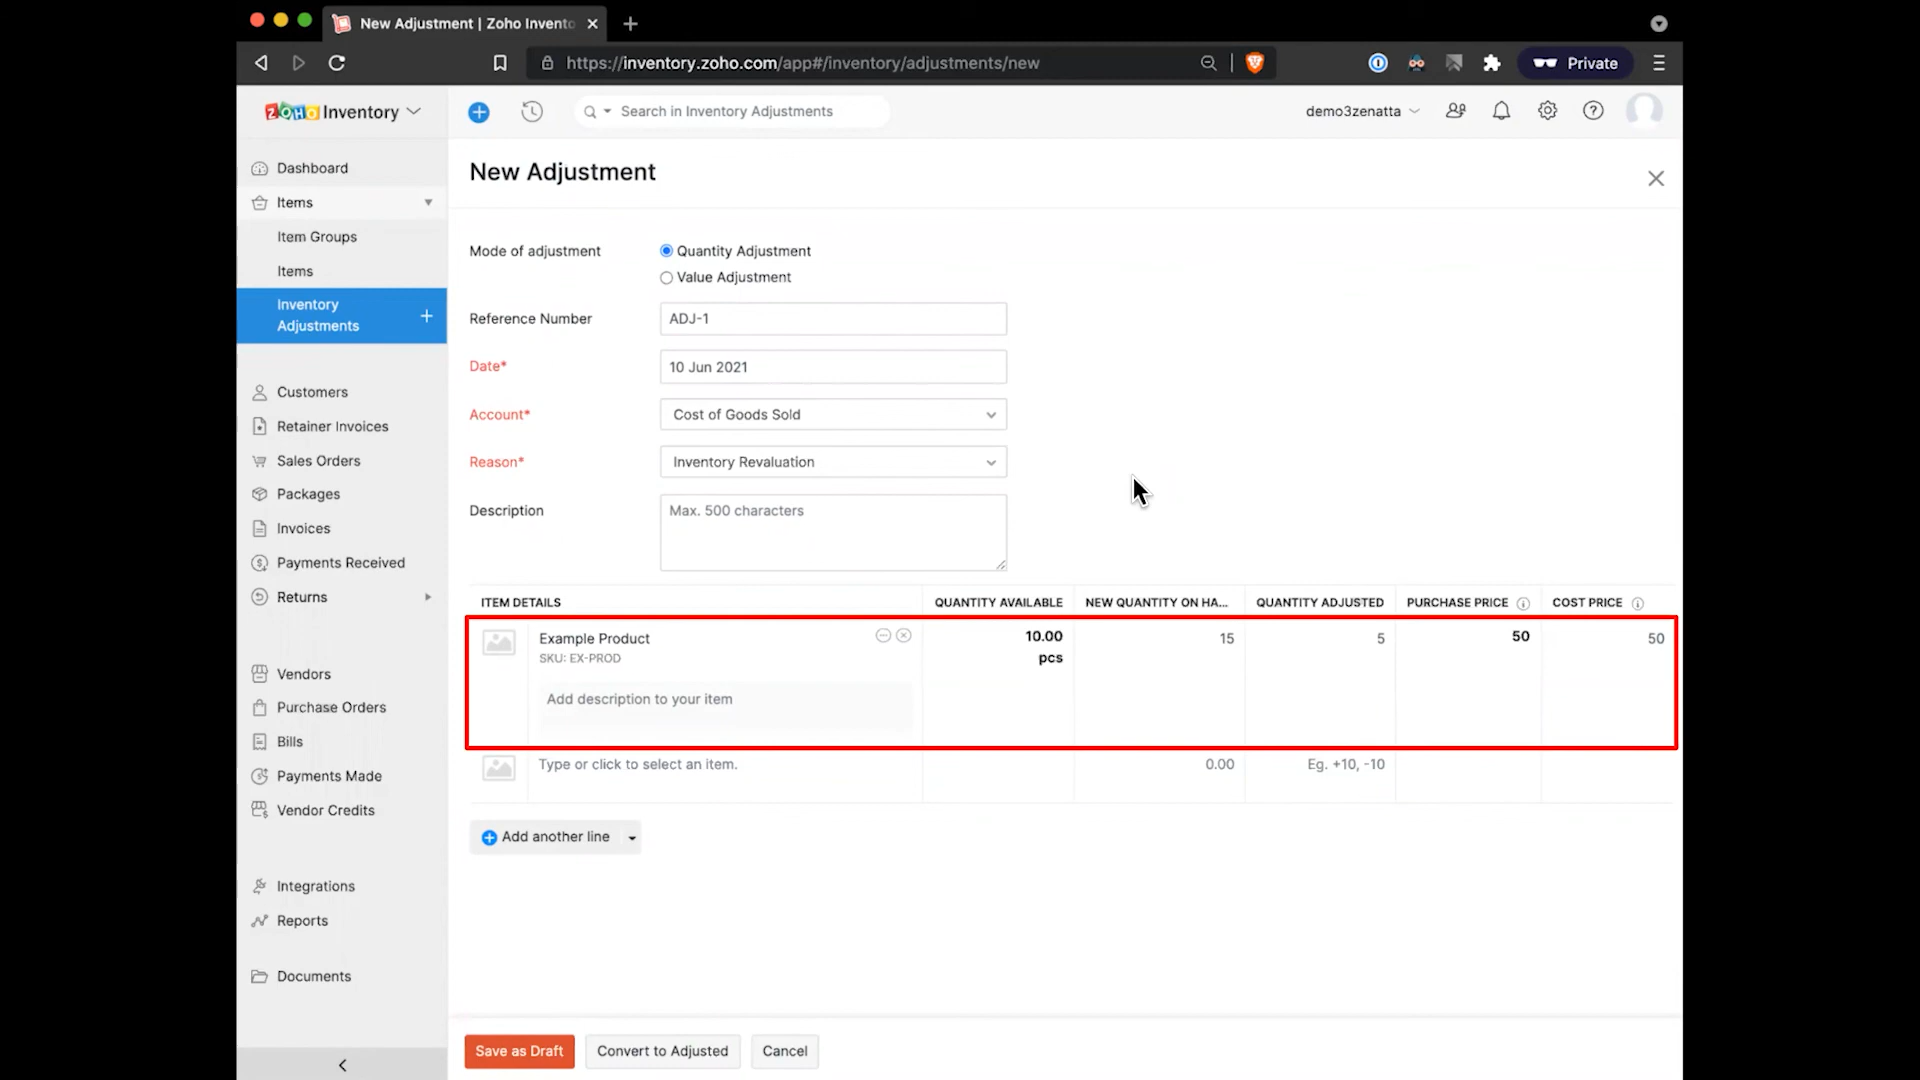 New Adjustment | Zoho Invento
https://inventory.zoho.com/app#/inventory/adjustments/new
Private
ZOHO Inventory
Search in Inventory Adjustments
demo3zenatta
Dashboard
Items
Item Groups
Items
Inventory
Adjustments
Customers
Retainer Invoices
Sales Orders
Packages
Invoices
Payments Received
Returns
Vendors
Purchase Orders
Bills
Payments Made
Vendor Credits
Integrations
Reports
Documents
New Adjustment
Mode of adjustment
Quantity Adjustment
Value Adjustment
Reference Number
ADJ-1
Date*
10 Jun 2021
Account*
Cost of Goods Sold
Reason*
Inventory Revaluation
Description
Max. 500 characters
ITEM DETAILS QUANTITY AVAILABLE NEW QUANTITY ON HA... QUANTITY ADJUSTED PURCHASE PRICE COST PRICE
Example Product 10.00 15 5 50 50
SKU: EX-PROD pcs
Add description to your item
Type or click to select an item. 0.00 Eg. +10, -10
Add another line
Save as Draft Convert to Adjusted Cancel